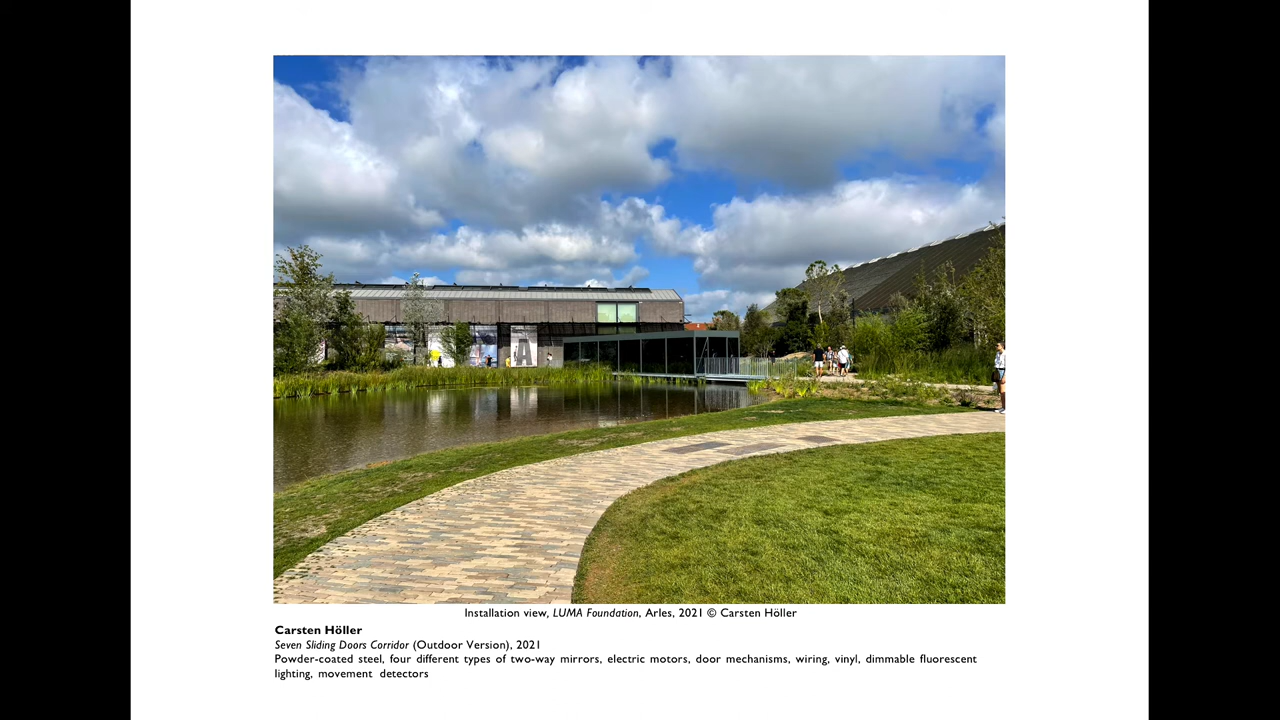 A
Installation view, LUMA Foundation, Arles, 2021 © Carsten Höller
Carsten Höller
Seven Sliding Doors Corridor (Outdoor Version), 2021
Powder-coated steel, four different types of two-way mirrors, electric motors, door mechanisms, wiring, vinyl, dimmable fluorescent
lighting, movement detectors